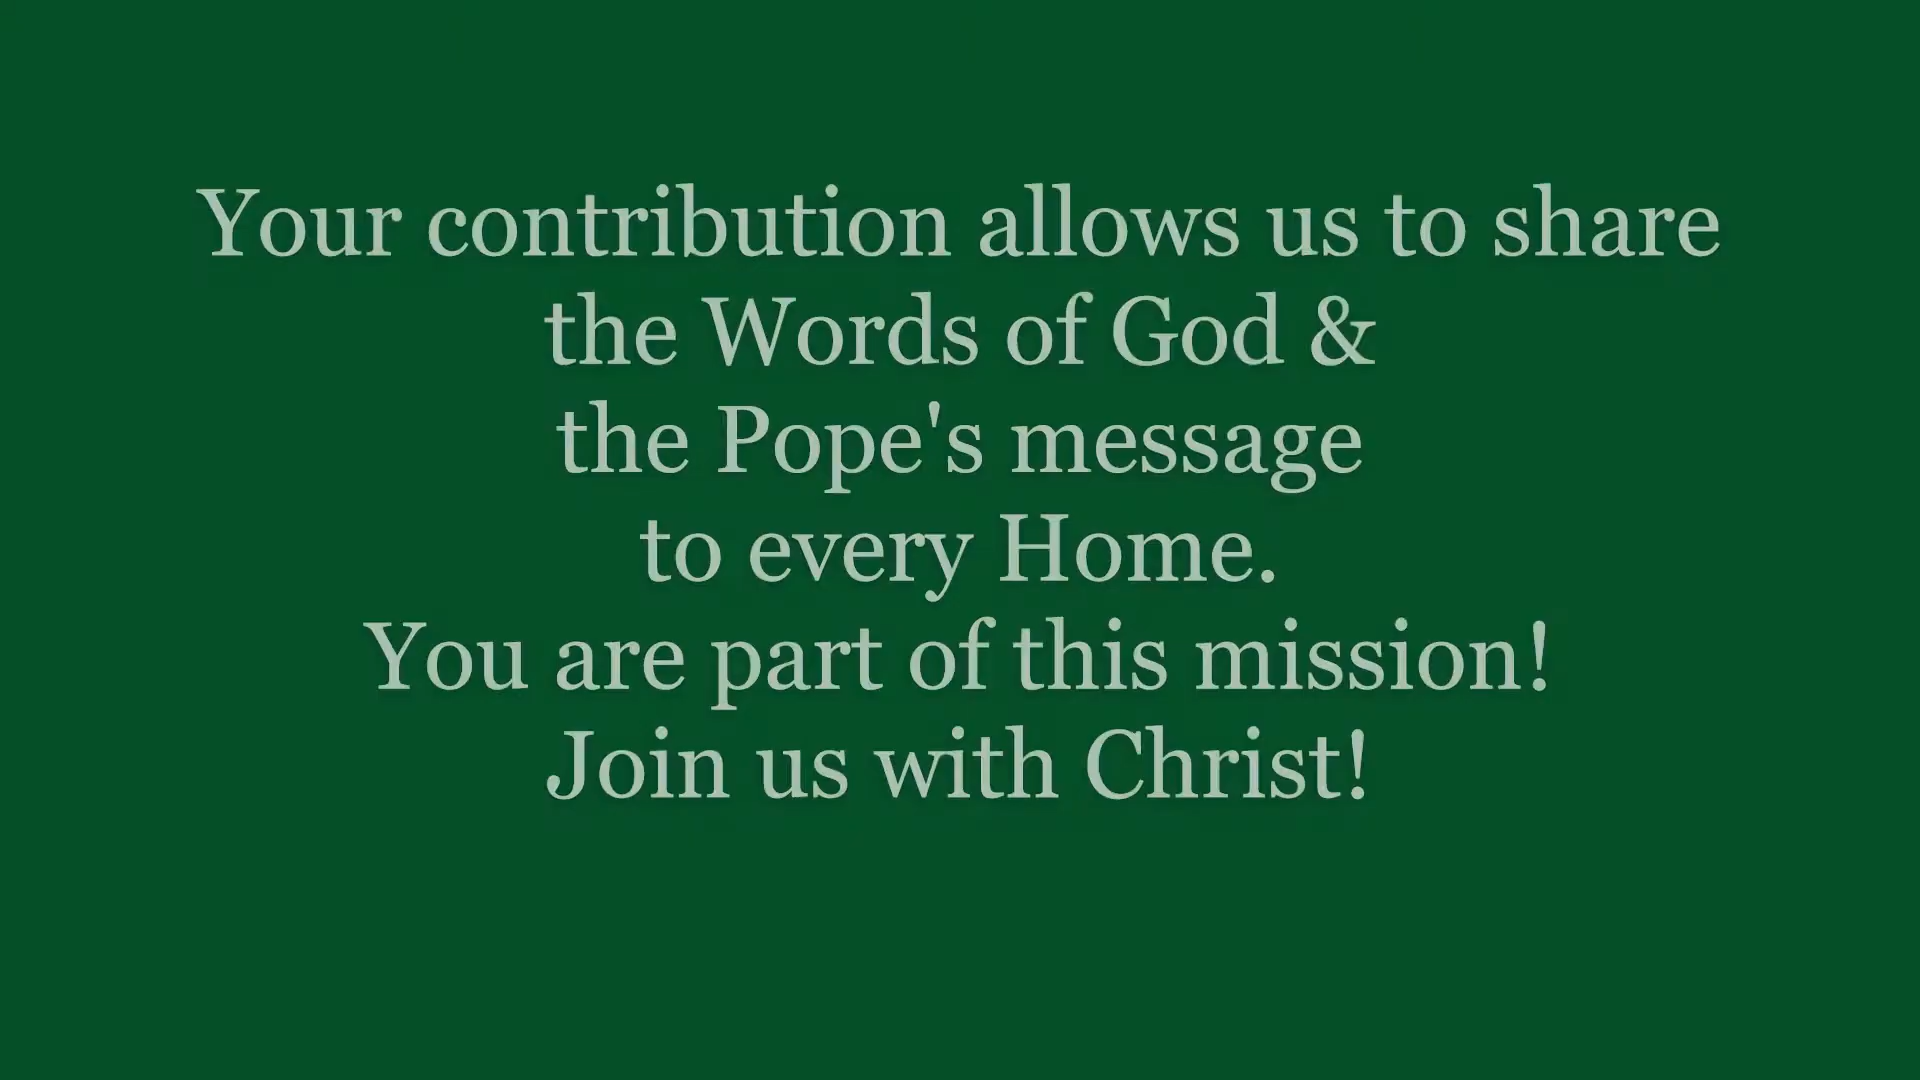 Your contribution allows us to share
the Words of God &
the Pope's message
to every Home.
You are part of this mission!
Join us with Christ!